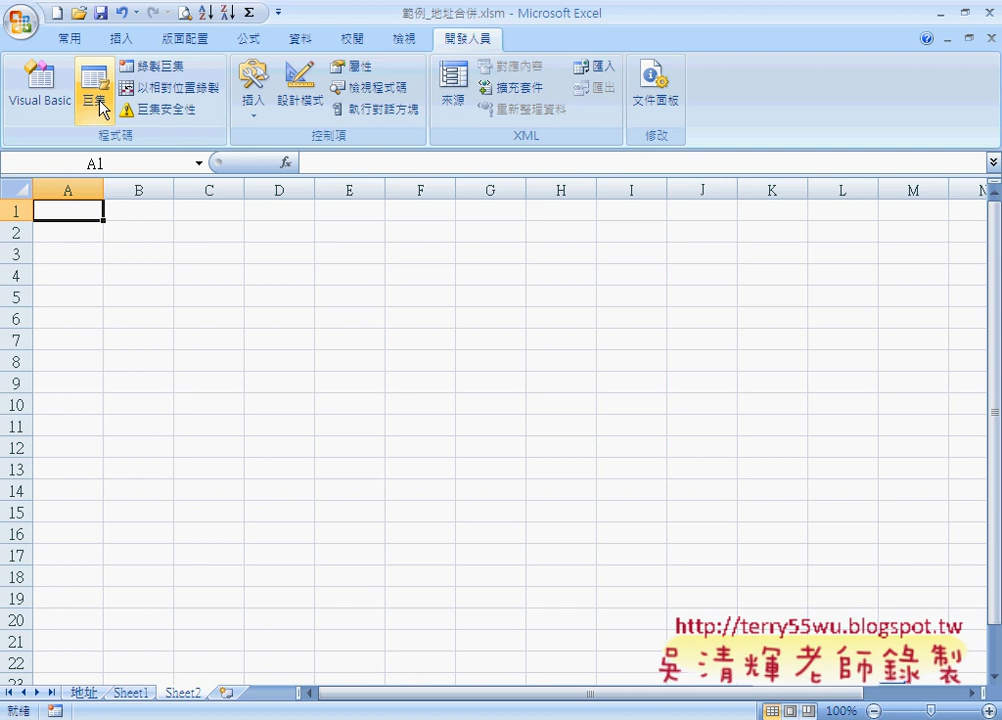 範例_地址合併.xlsm - Microsoft Excel
常用 插入 版面配置 公式 資料 校閱 檢視 開發人員
Visual Basic
巨集
錄製巨集
以相對位置錄製
巨集安全性
程式碼
插入
設計模式
屬性
檢視程式碼
執行對話方塊
控制項
來源
對應內容
擴充套件
重新整理資料
匯入
匯出
XML
文件面板
修改
A1
fx
A B C D E F G H I J K L M N
1
2
3
4
5
6
7
8
9
10
11
12
13
14
15
16
17
18
19
20
21
22
23
http://terry55wu.blogspot.tw
吳清輝老師錄製
地址 Sheet1 Sheet2
就緒
100%